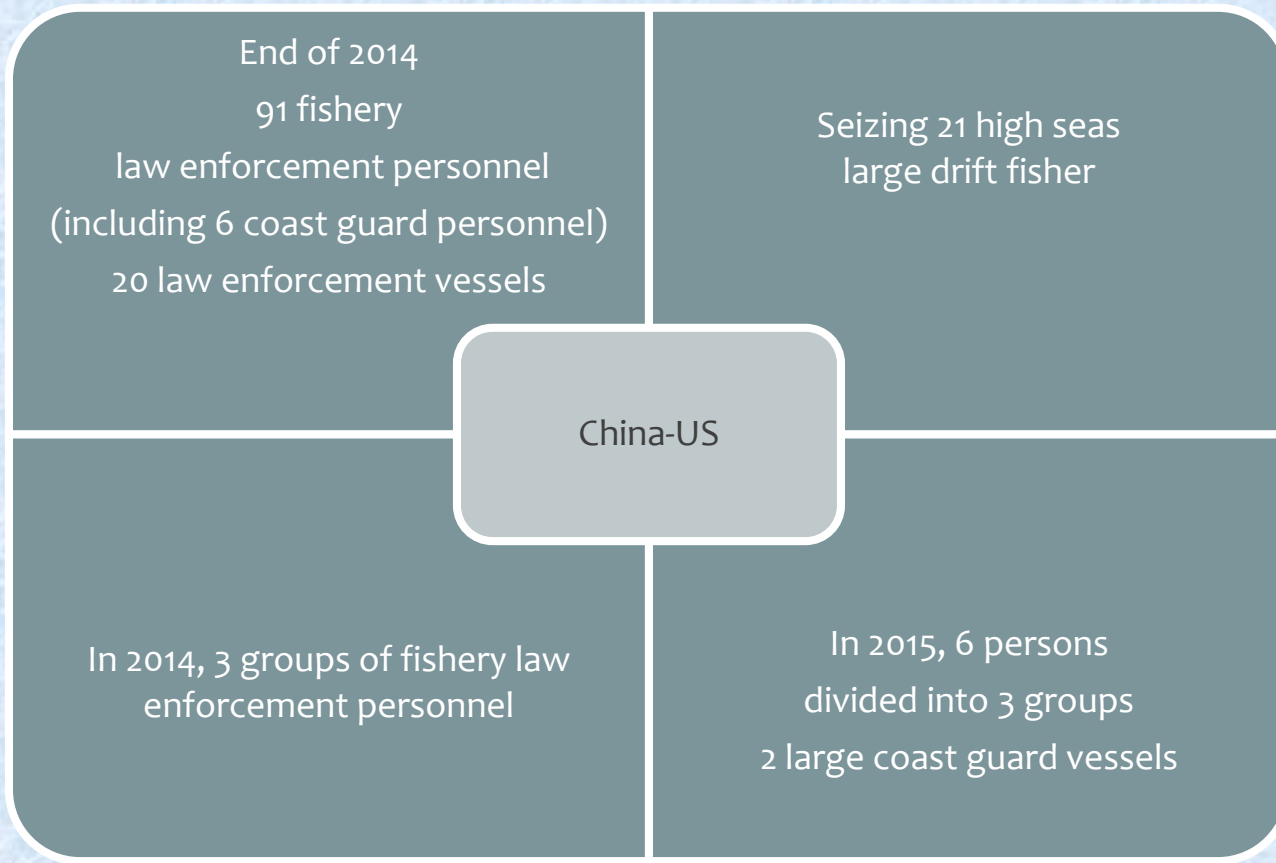 End of 2014
91 fishery
law enforcement personnel
(including 6 coast guard personnel)
20 law enforcement vessels
Seizing 21 high seas
large drift fisher
China-US
In 2014, 3 groups of fishery law
enforcement personnel
In 2015, 6 persons
divided into 3 groups
2 large coast guard vessels